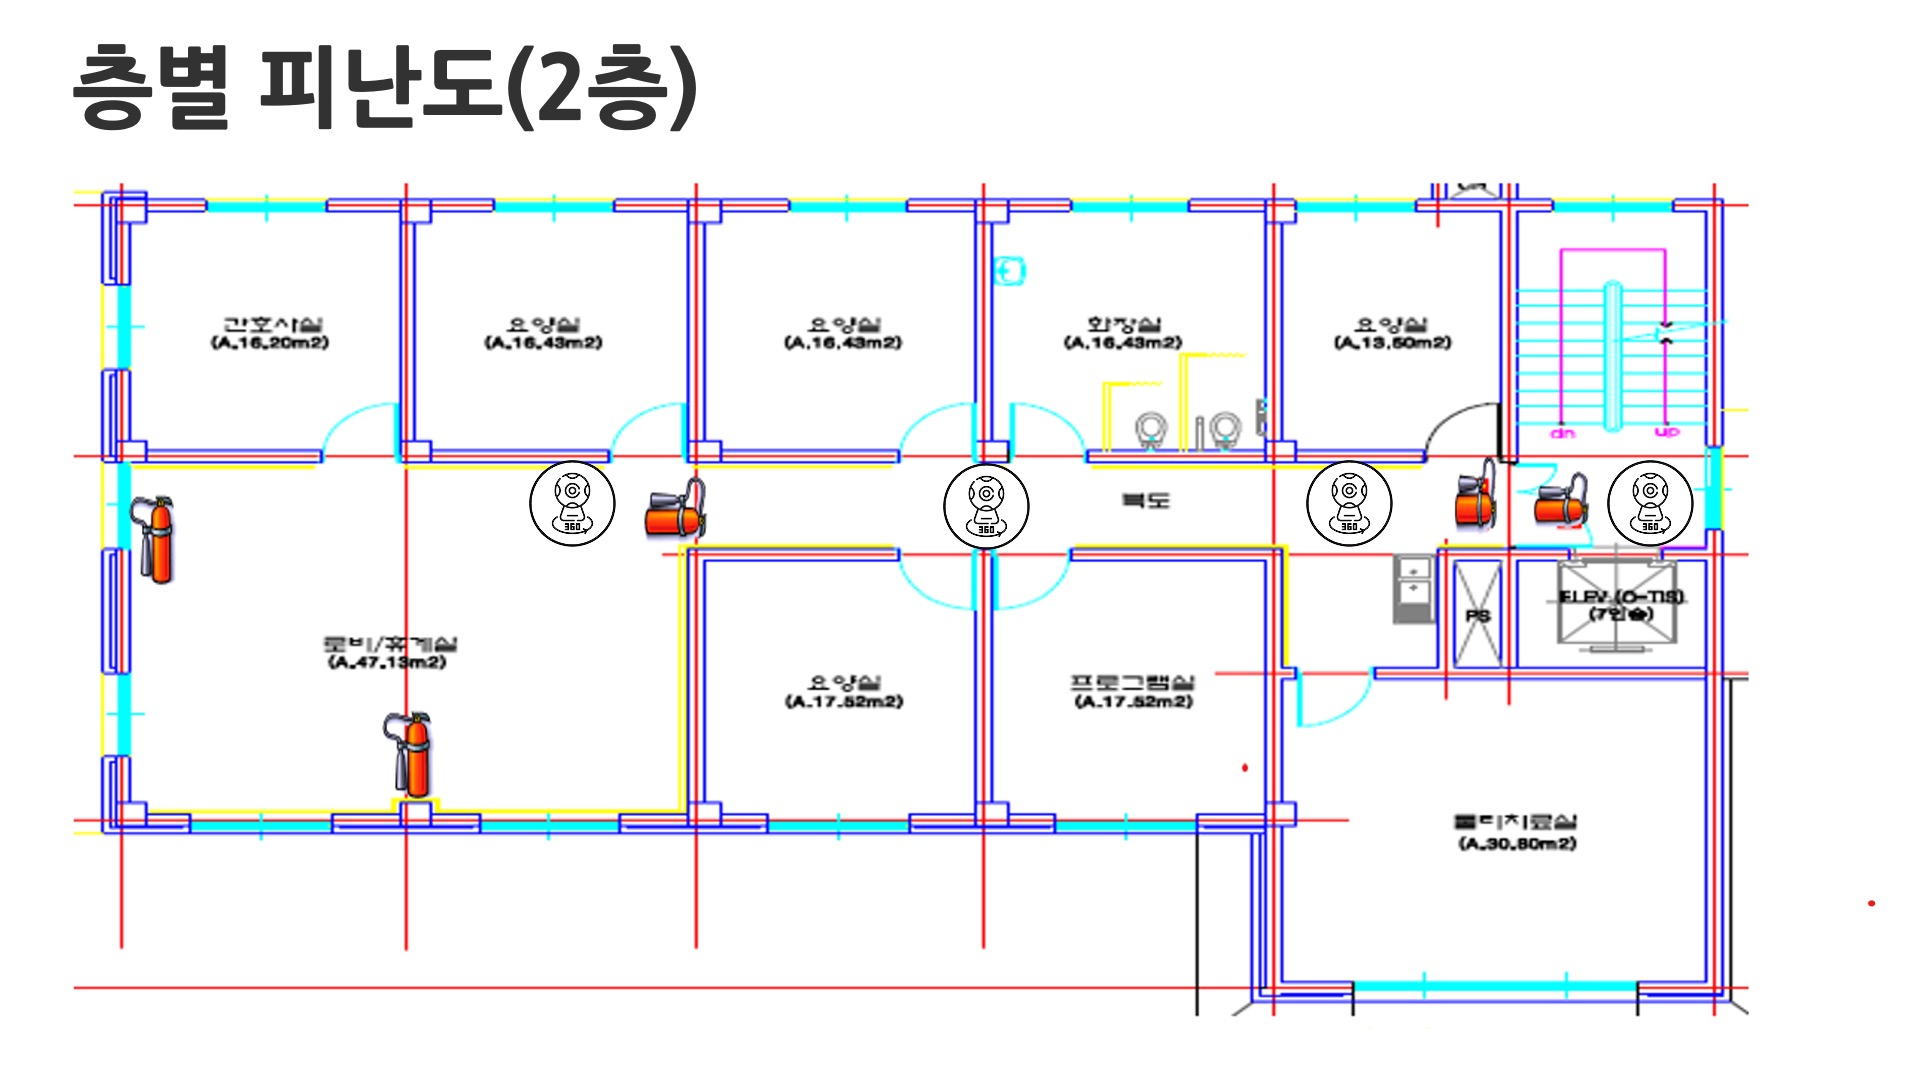 층별 피난도(2층)
간호사실
(A.16.20m2)
요양실
(A.16.43m2)
요양실
(A.16.43m2)
화장실
(A.16.43m2)
요양실
(A.13.50m2)
dn
up
360
360
복도
360
360
로비/휴게실
(A.47.13m2)
요양실
(A.17.52m2)
프로그램실
(A.17.52m2)
PS
ELEV.(O-TIS)
(7인승)
물리치료실
(A.30.80m2)